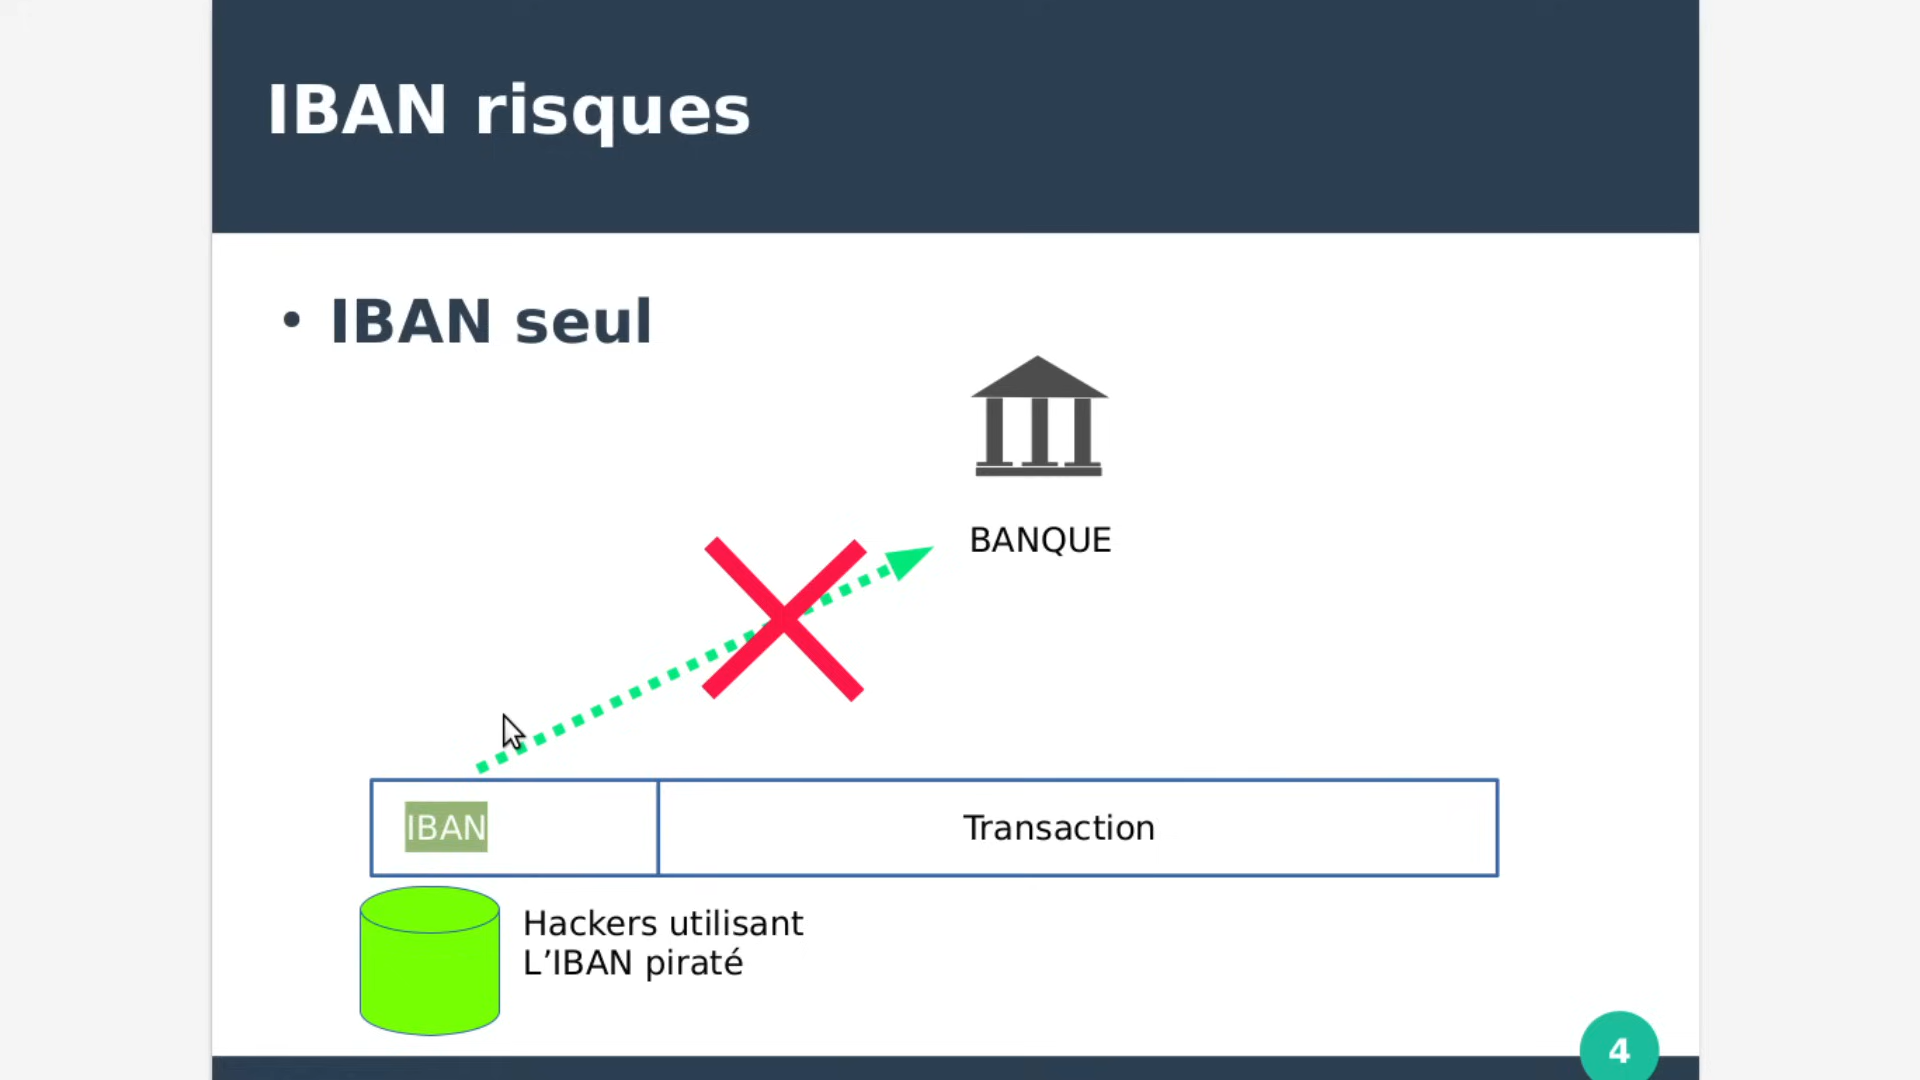 IBAN risques
• IBAN seul
BANQUE
IBAN
Transaction
Hackers utilisant
L’IBAN piraté
4